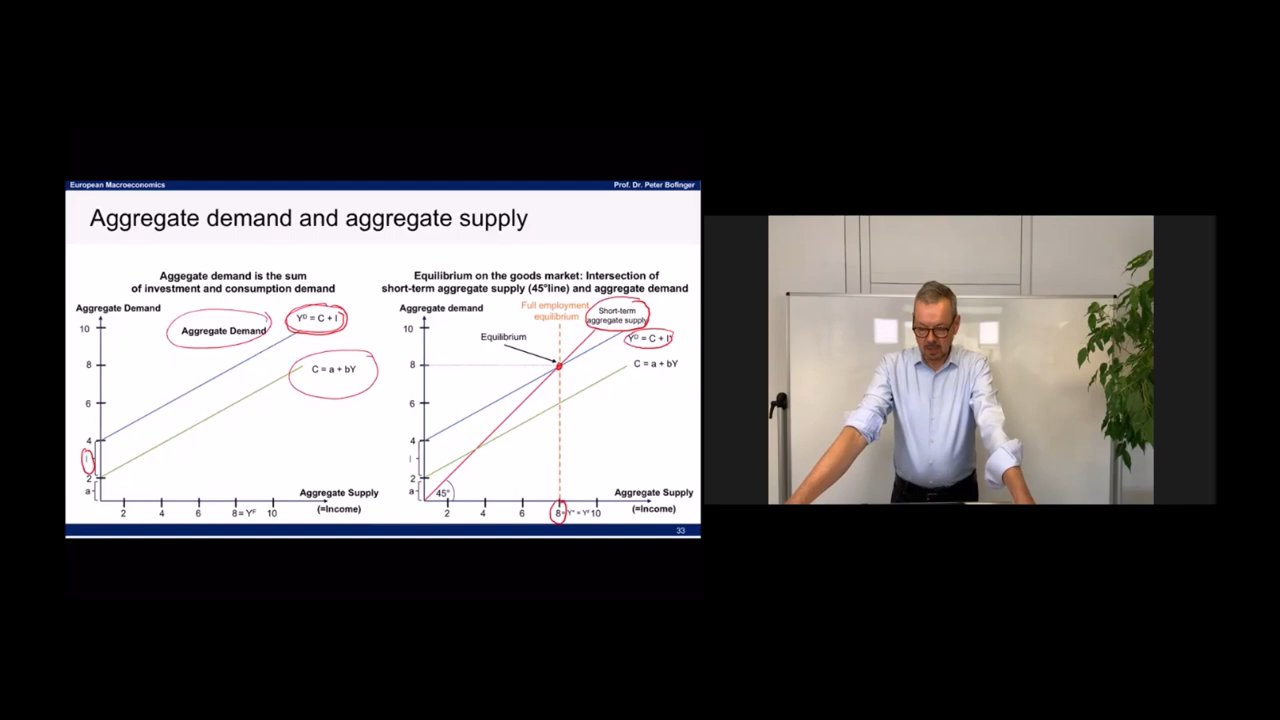 European Macroeconomics
Prof. Dr. Peter Bofinger
Aggregate demand and aggregate supply
Aggegate demand is the sum
of investment and consumption demand
Aggregate Demand
10
8
6
4
I
2
a
Aggregate Demand
Yᴰ = C + I
C = a + bY
2
4
6
8= Yᶠ
10
Aggregate Supply
(=Income)
Equilibrium on the goods market: Intersection of
short-term aggregate supply (45°line) and aggregate demand
Aggregate demand
10
8
6
4
I
2
a
Full employment
equilibrium
Short-term
aggregate supply
Equilibrium
Yᴰ = C + I
C = a + bY
45°
2
4
6
8= Y* = Yᶠ
10
Aggregate Supply
(=Income)
33